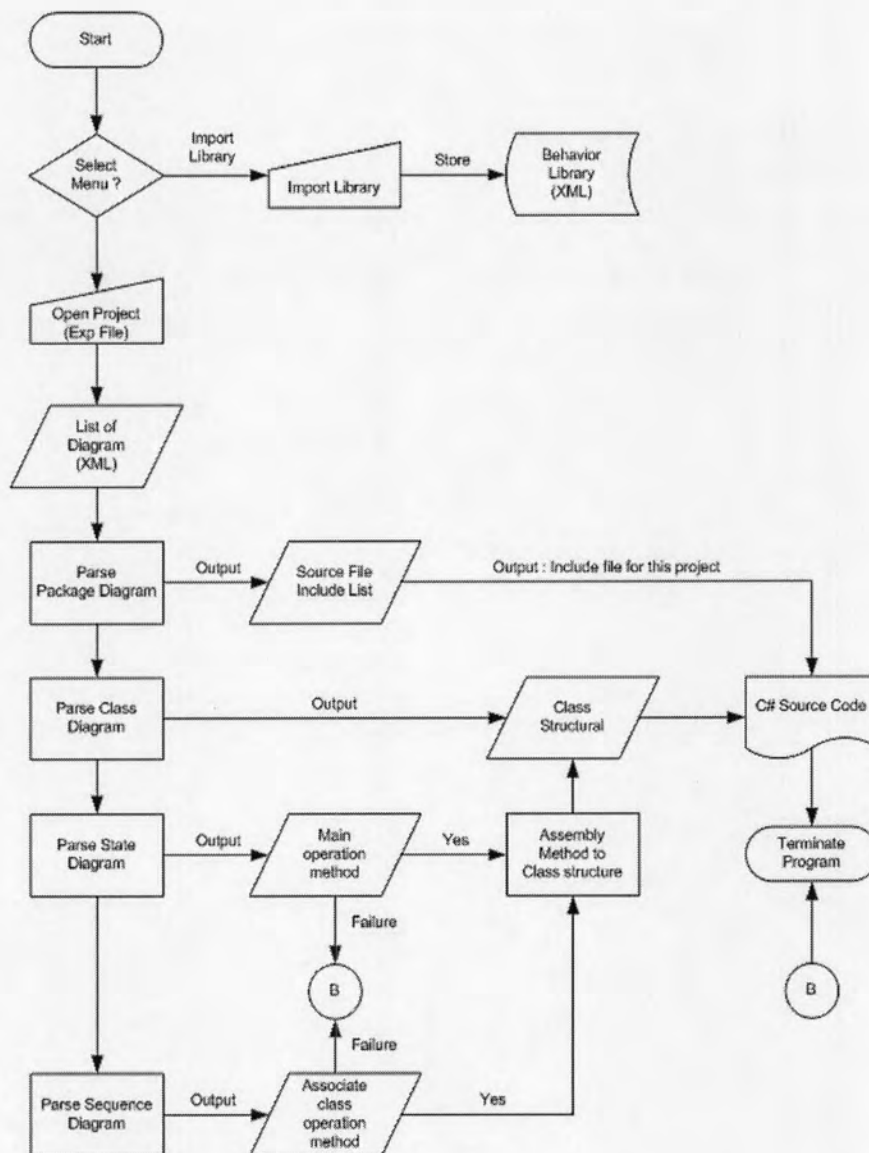 Start
Select
Menu ?
Import
Library
Import Library
Store
Behavior
Library
(XML)
Open Project
(Exp File)
List of
Diagram
(XML)
Parse
Package Diagram
Output
Source File
Include List
Output : Include file for this project
Parse Class
Diagram
Output
Class
Structural
C# Source Code
Parse State
Diagram
Output
Main
operation
method
Yes
Assembly
Method to
Class structure
Terminate
Program
Failure
B
B
Failure
Parse Sequence
Diagram
Output
Associate
class
operation
method
Yes